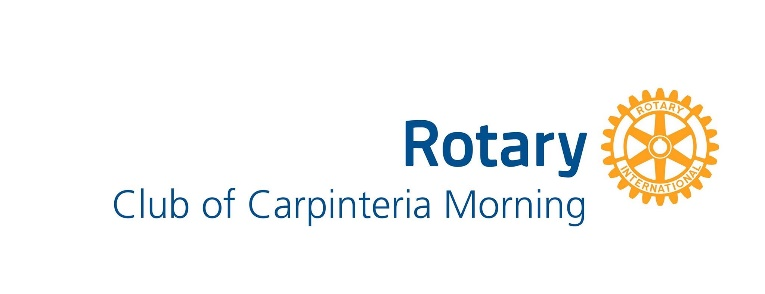 Rotary
Club of Carpinteria Morning
ROTARY
INTERNATIONAL